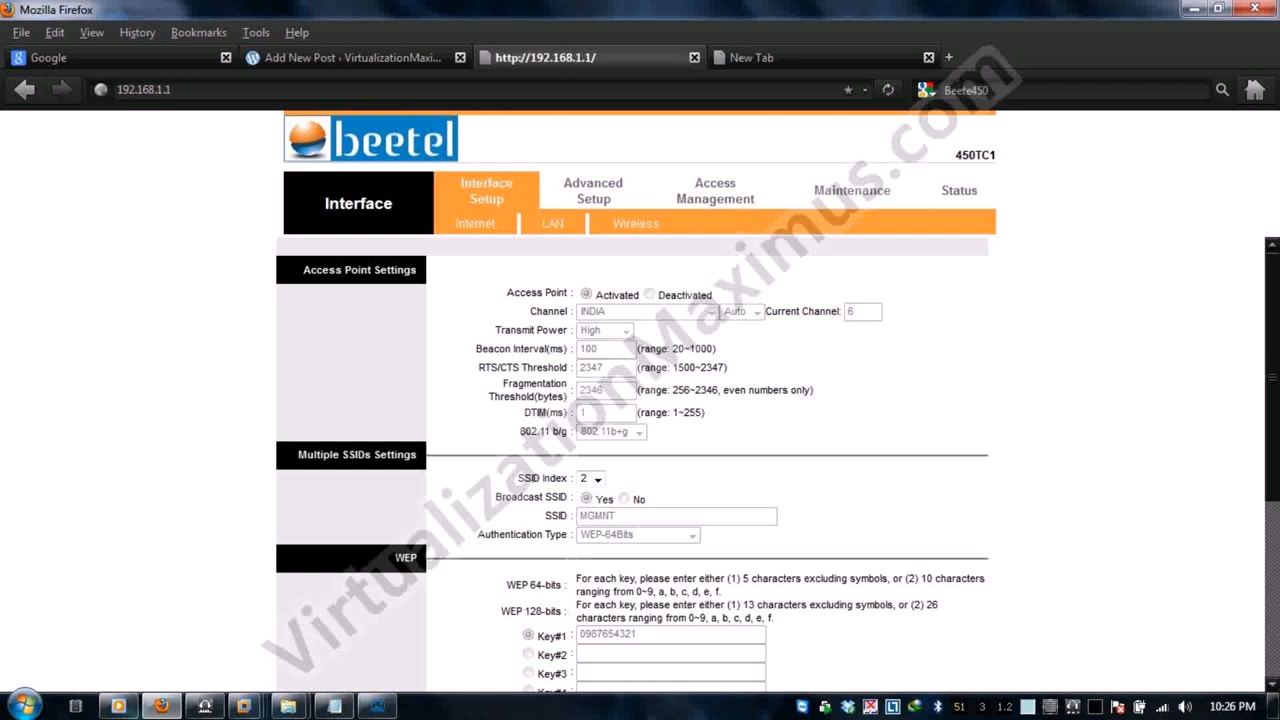 Mozilla Firefox
File Edit View History Bookmarks Tools Help
Google
Add New Post ‹ VirtualizationMaxi...
http://192.168.1.1/
New Tab
192.168.1.1
Beete450
beetel
450TC1
Interface
Interface Setup
Advanced Setup
Access Management
Maintenance
Status
Internet
LAN
Wireless
Access Point Settings
Access Point : Activated Deactivated
Channel : INDIA Auto Current Channel: 6
Transmit Power : High
Beacon Interval(ms) : 100 (range: 20~1000)
RTS/CTS Threshold : 2347 (range: 1500~2347)
Fragmentation
Threshold(bytes) : 2346 (range: 256~2346, even numbers only)
DTIM(ms) : 1 (range: 1~255)
802.11 b/g : 802.11b+g
Multiple SSIDs Settings
SSID Index : 2
Broadcast SSID : Yes No
SSID : MGMNT
Authentication Type : WEP-64Bits
WEP
WEP 64-bits : For each key, please enter either (1) 5 characters excluding symbols, or (2) 10 characters
ranging from 0~9, a, b, c, d, e, f.
WEP 128-bits : For each key, please enter either (1) 13 characters excluding symbols, or (2) 26
characters ranging from 0~9, a, b, c, d, e, f.
Key#1 : 0987654321
Key#2 :
Key#3 :
VirtualizationMaximus.com
51 3 1.2 10:26 PM